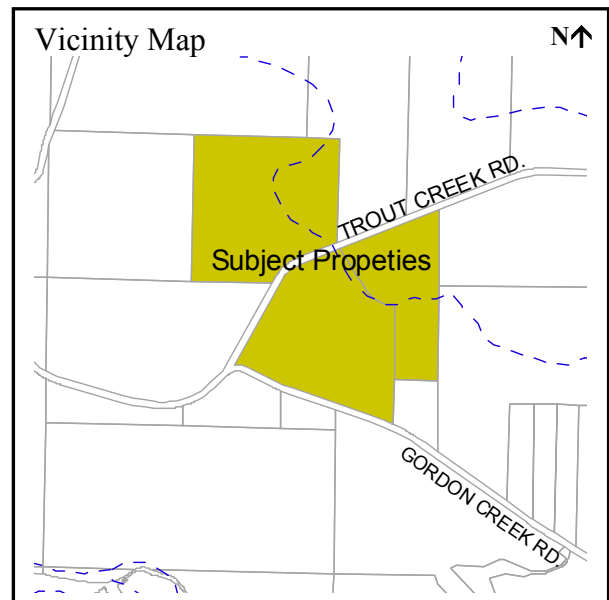 Vicinity Map
N↑
TROUT CREEK RD.
Subject Propeties
GORDON CREEK RD.